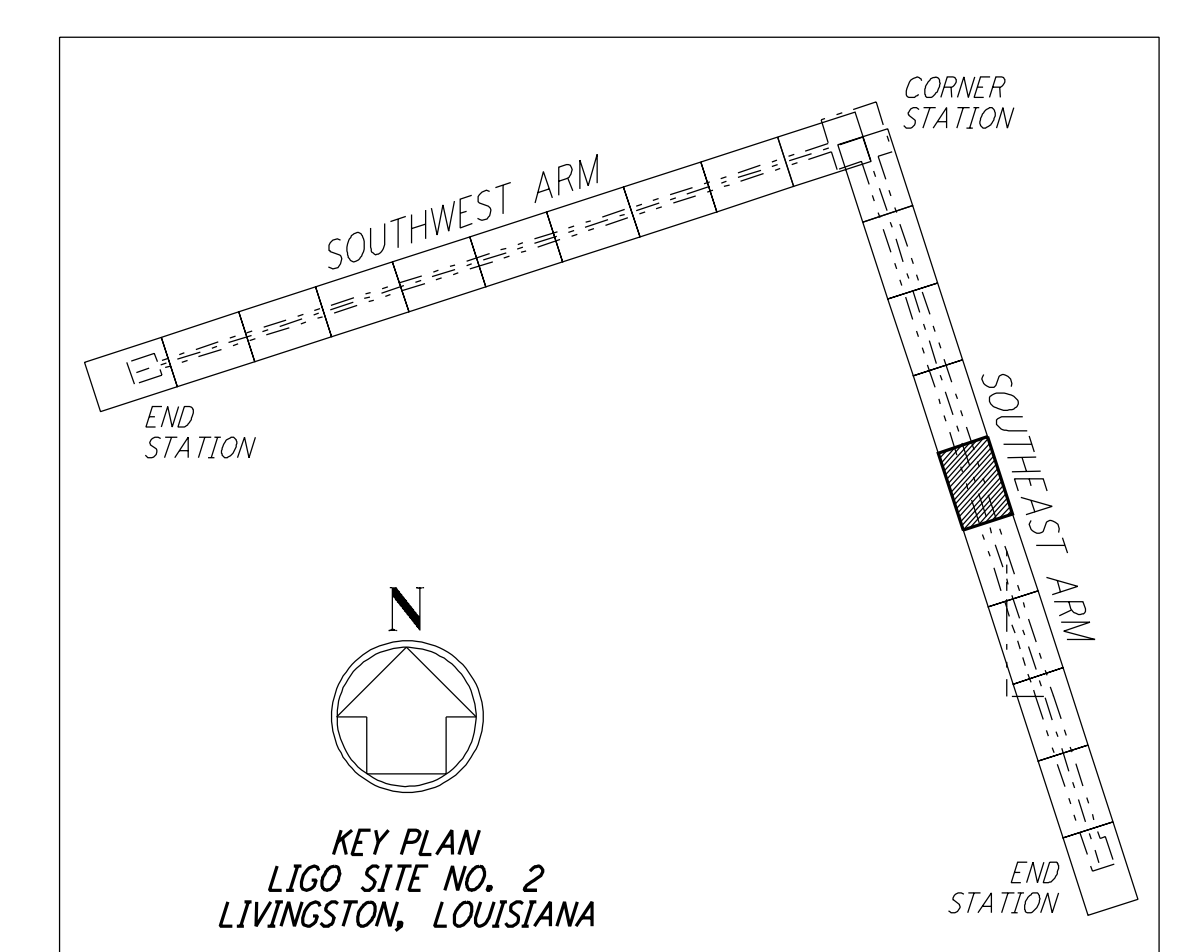 CORNER
STATION
SOUTHWEST ARM
END
STATION
SOUTHEAST ARM
N
KEY PLAN
LIGO SITE NO. 2
LIVINGSTON, LOUISIANA
END
STATION